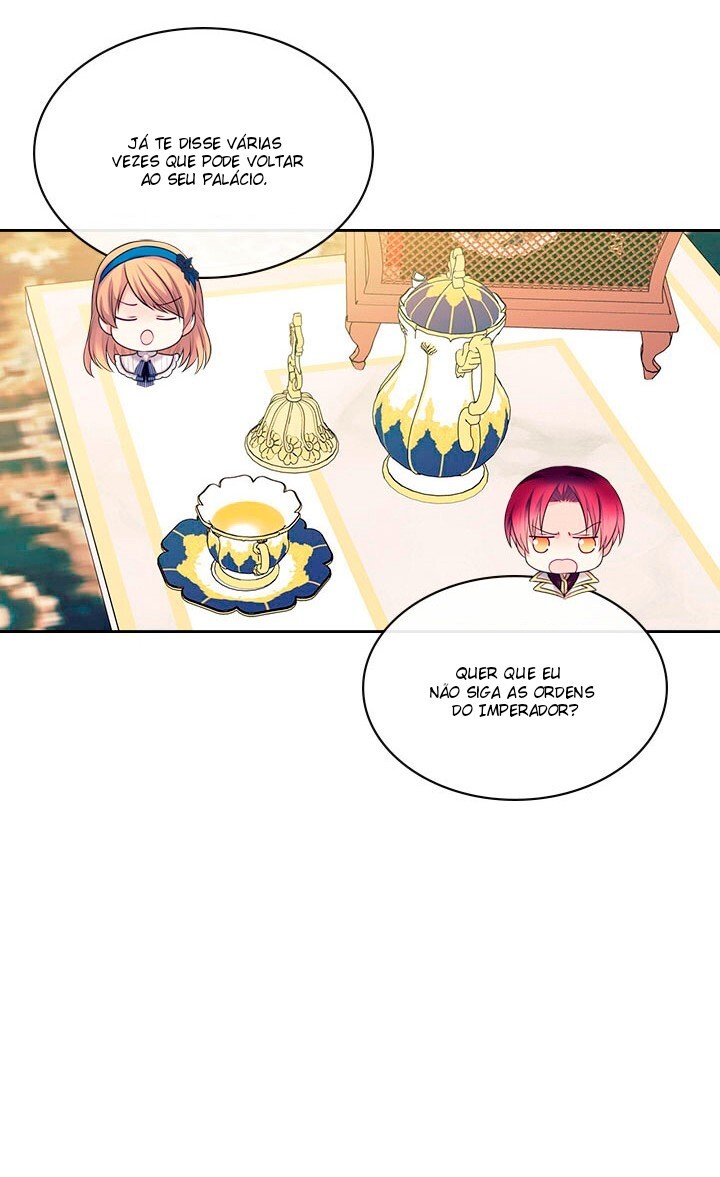 JÁ TE DISSE VÁRIAS
VEZES QUE PODE VOLTAR
AO SEU PALÁCIO.
QUER QUE EU
NÃO SIGA AS ORDENS
DO IMPERADOR?